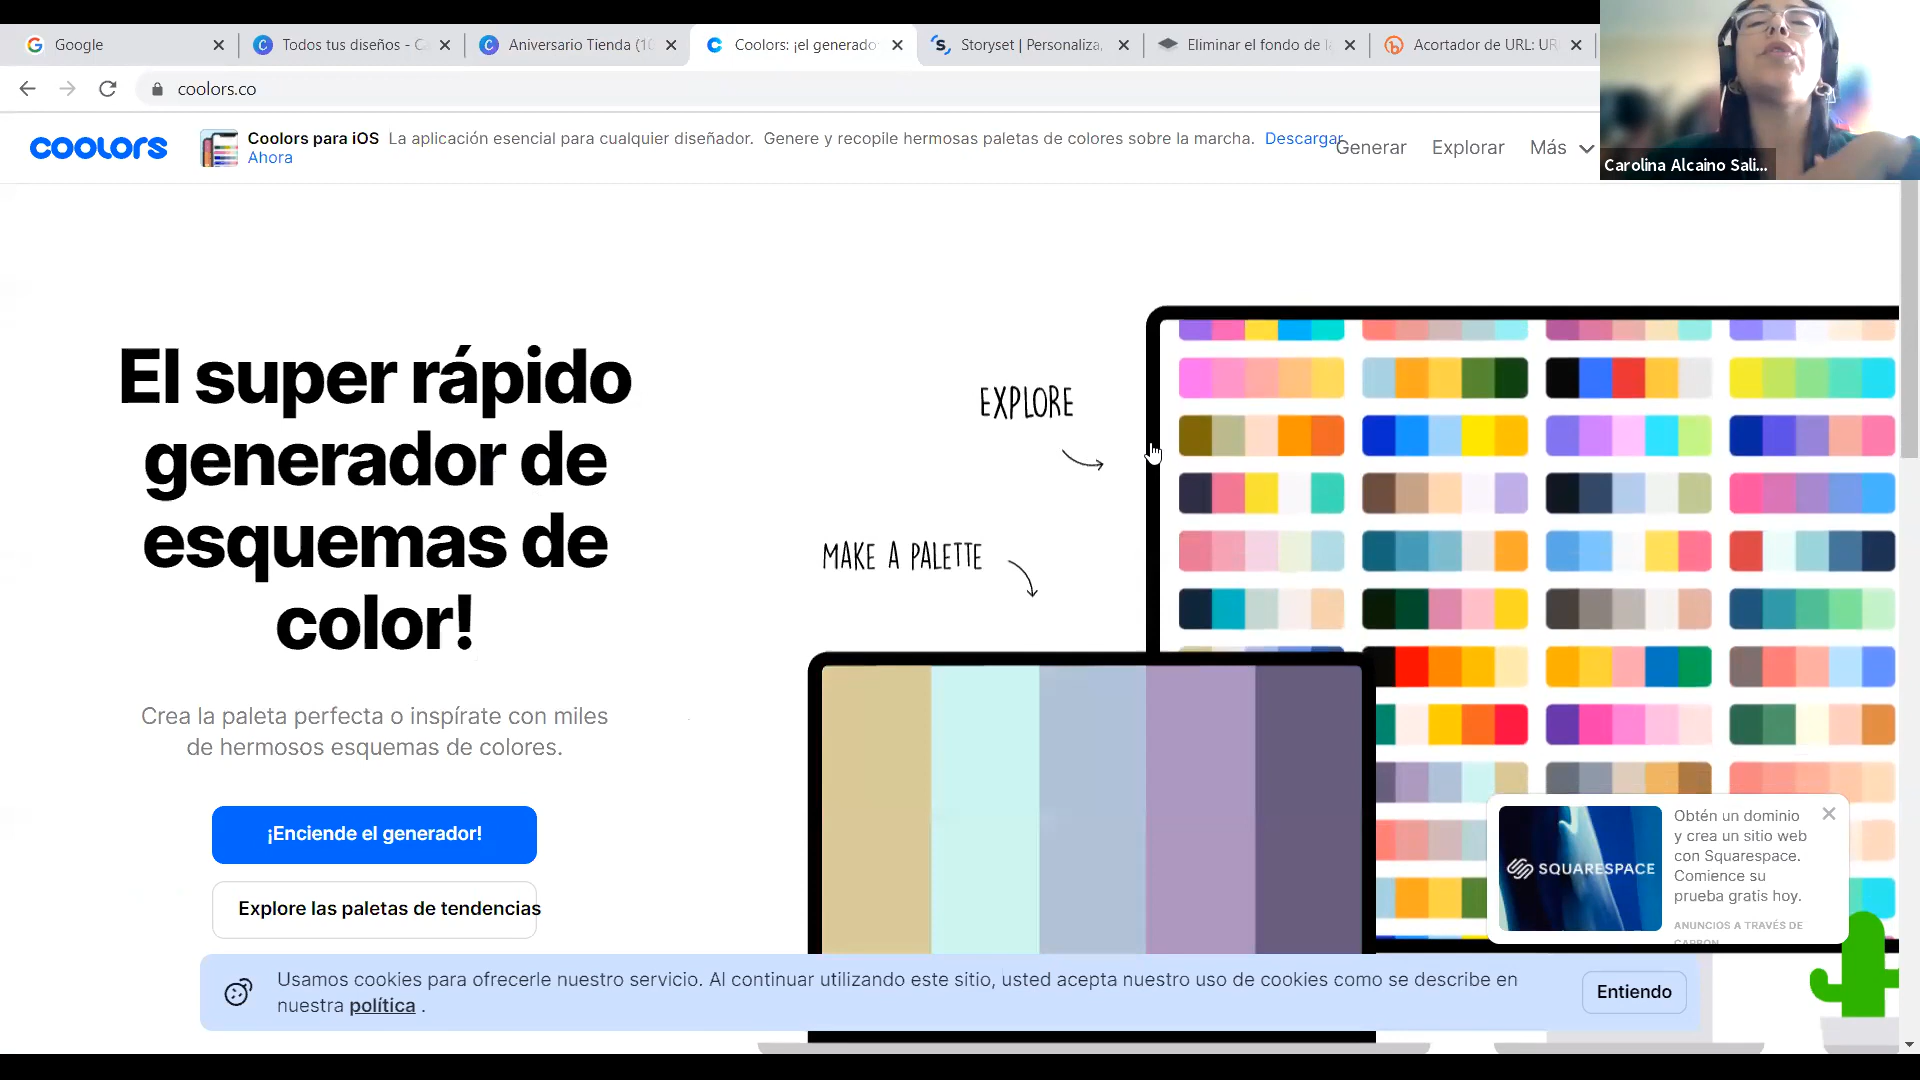 Google
Todos tus diseños - C
Aniversario Tienda (10
Coolors: ¡el generado
Storyset | Personaliza,
Eliminar el fondo de l
Acortador de URL: UR
coolors.co
coolors
Coolors para iOS La aplicación esencial para cualquier diseñador. Genere y recopile hermosas paletas de colores sobre la marcha. Descargar
Ahora
Generar
Explorar
Más
Carolina Alcaino Sali...
El super rápido
generador de
esquemas de
color!
EXPLORE
MAKE A PALETTE
Crea la paleta perfecta o inspírate con miles
de hermosos esquemas de colores.
¡Enciende el generador!
Explore las paletas de tendencias
SQUARESPACE
Obtén un dominio
y crea un sitio web
con Squarespace.
Comience su
prueba gratis hoy.
ANUNCIOS A TRAVÉS DE
CARBON
Usamos cookies para ofrecerle nuestro servicio. Al continuar utilizando este sitio, usted acepta nuestro uso de cookies como se describe en
nuestra política .
Entiendo